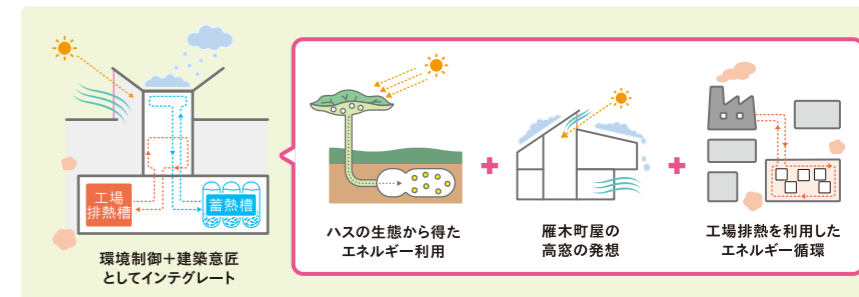 工場
排熱槽
蓄熱槽
環境制御+建築意匠
としてインテグレート
ハスの生態から得た
エネルギー利用
+
雁木町屋の
高窓の発想
+
工場排熱を利用した
エネルギー循環